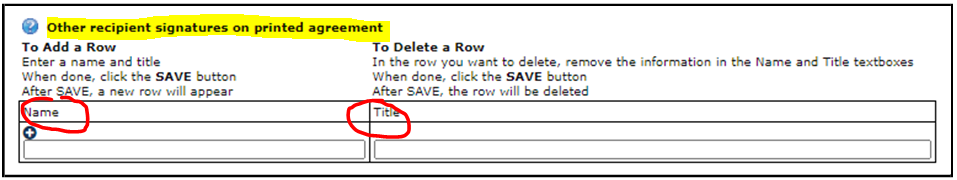 Other recipient signatures on printed agreement
To Add a Row
Enter a name and title
When done, click the SAVE button
After SAVE, a new row will appear
To Delete a Row
In the row you want to delete, remove the information in the Name and Title textboxes
When done, click the SAVE button
After SAVE, the row will be deleted
Name Title